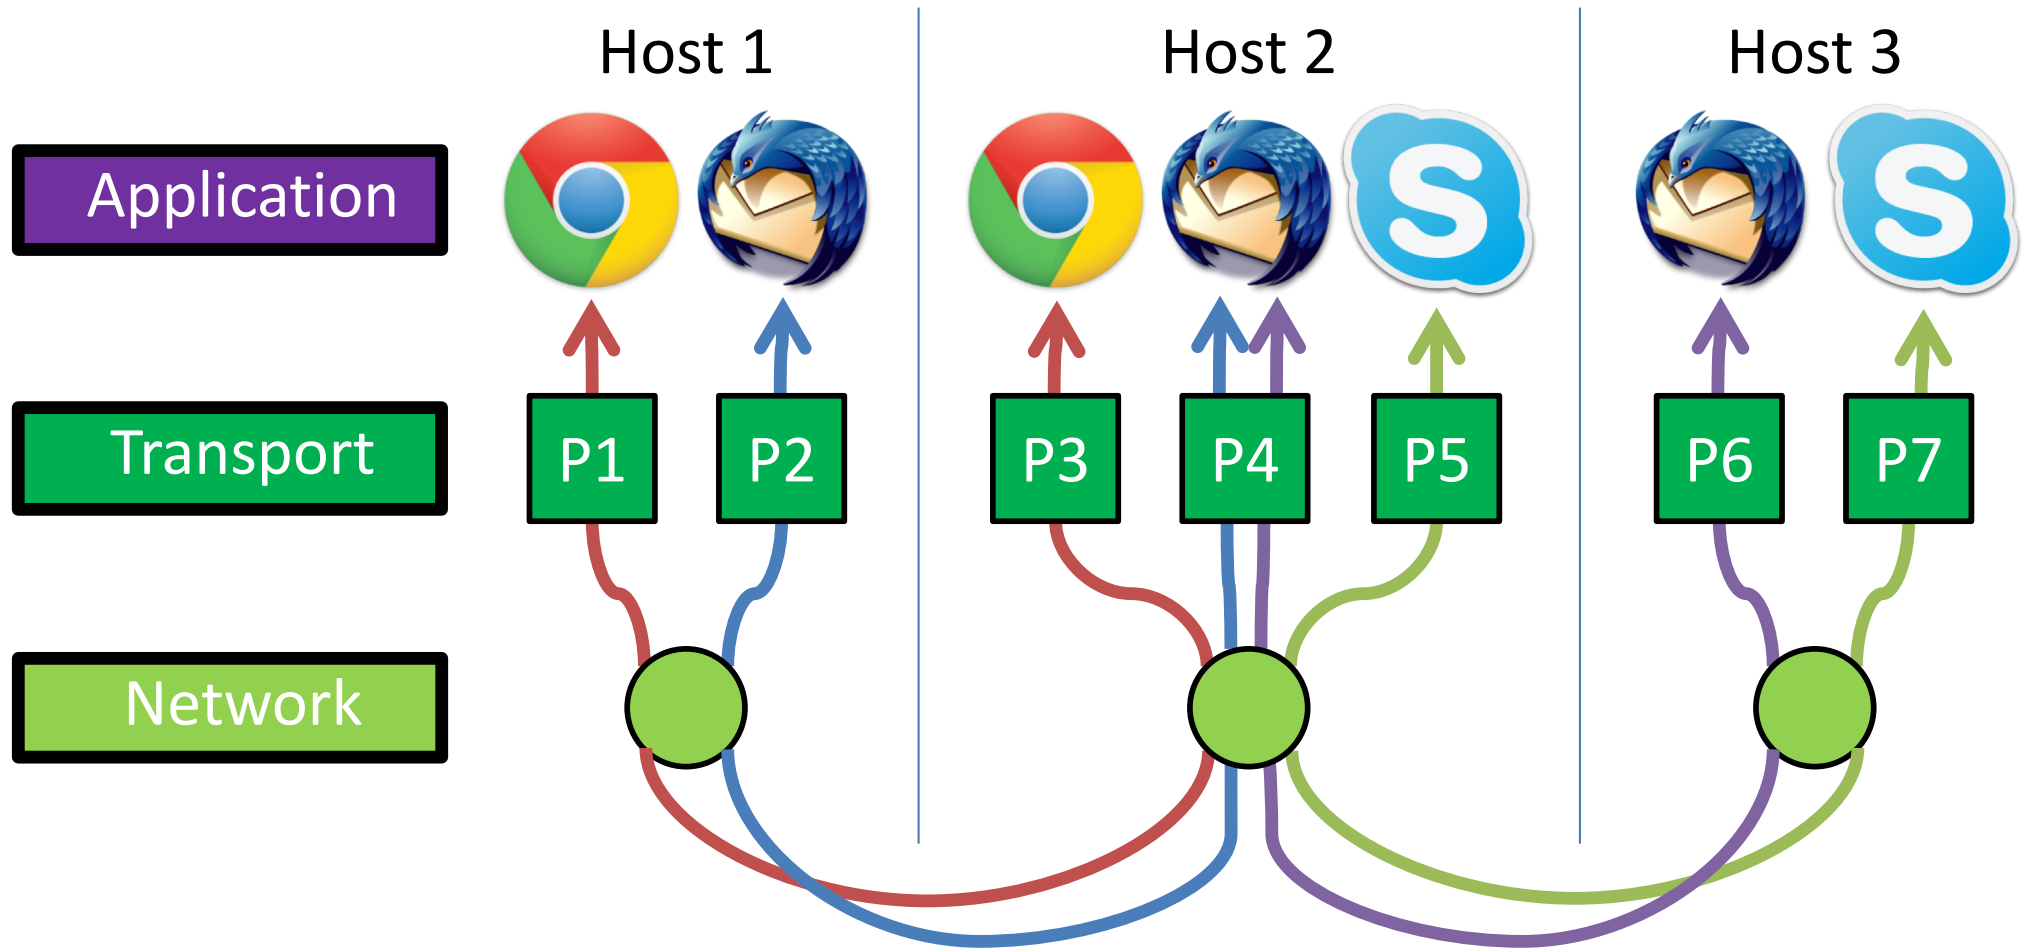 Host 1
Host 2
Host 3
Application
S
S
Transport
P1
P2
P3
P4
P5
P6
P7
Network